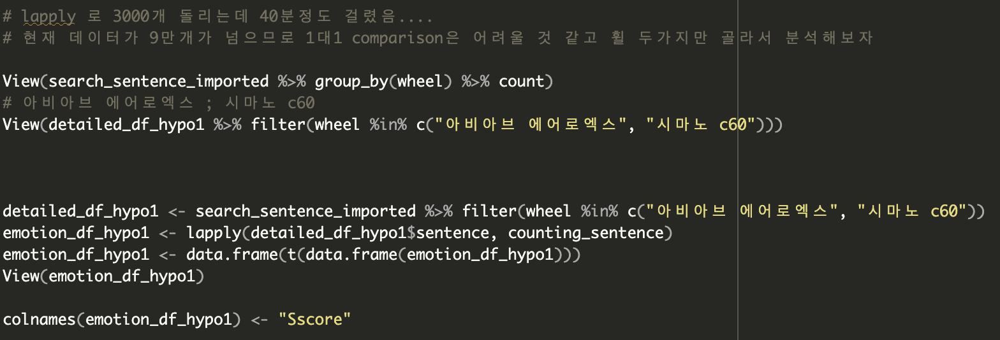 # lapply 로 3000개 돌리는데 40분정도 걸렸음....
# 현재 데이터가 9만개가 넘으므로 1대1 comparison은 어려울 것 같고 휠 두가지만 골라서 분석해보자
View(search_sentence_imported %>% group_by(wheel) %>% count)
# 아비아브 에어로엑스 ; 시마노 c60
View(detailed_df_hypo1 %>% filter(wheel %in% c("아비아브 에어로엑스", "시마노 c60")))
detailed_df_hypo1 <- search_sentence_imported %>% filter(wheel %in% c("아비아브 에어로엑스", "시마노 c60"))
emotion_df_hypo1 <- lapply(detailed_df_hypo1$sentence, counting_sentence)
emotion_df_hypo1 <- data.frame(t(data.frame(emotion_df_hypo1)))
View(emotion_df_hypo1)
colnames(emotion_df_hypo1) <- "Sscore"